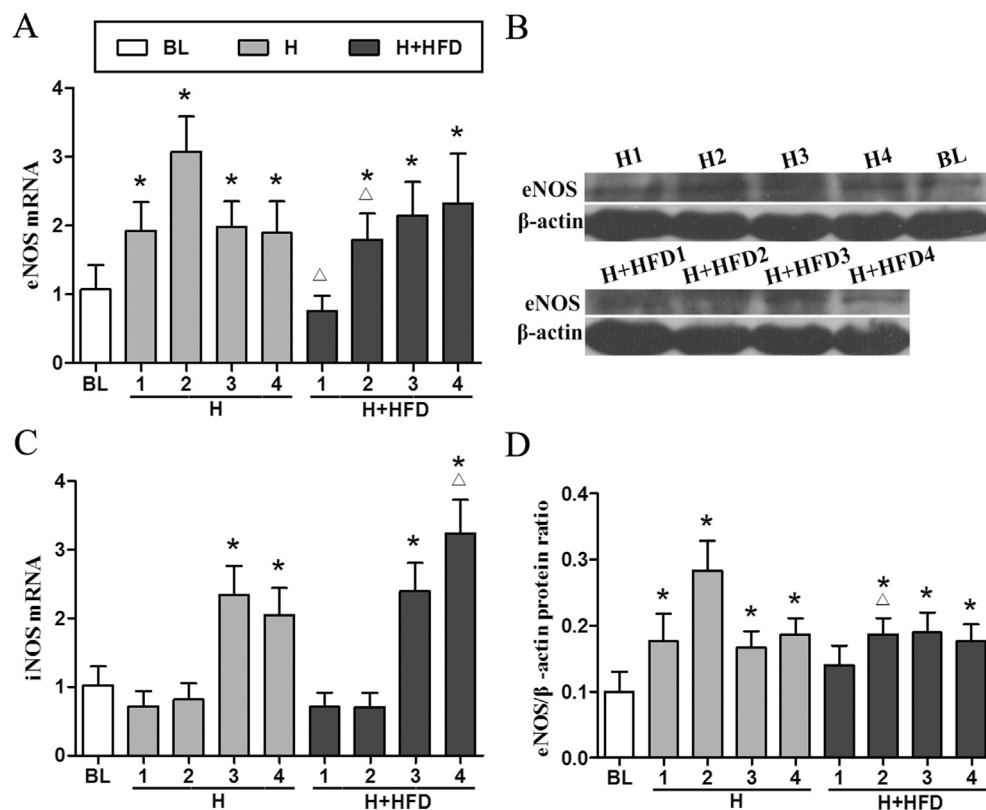 A
BL H H+HFD
eNOS mRNA
4
3
2
1
0
* * * * △ * △ * *
BL 1 2 3 4 1 2 3 4
H H+HFD
B
H1 H2 H3 H4 BL
eNOS
β-actin
H+HFD1 H+HFD2 H+HFD3 H+HFD4
eNOS
β-actin
C
iNOS mRNA
4
3
2
1
0
* * * * △
BL 1 2 3 4 1 2 3 4
H H+HFD
D
eNOS/β -actin protein ratio
0.4
0.3
0.2
0.1
0.0
* * * * * △ * *
BL 1 2 3 4 1 2 3 4
H H+HFD